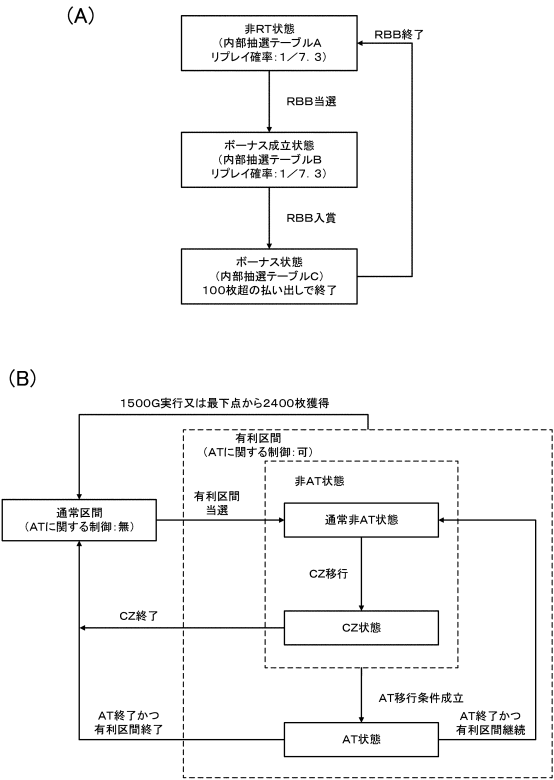 (A)
非RT状態
(内部抽選テーブルA
リプレイ確率:1/7.3)
RBB終了
RBB当選
ボーナス成立状態
(内部抽選テーブルB
リプレイ確率:1/7.3)
RBB入賞
ボーナス状態
(内部抽選テーブルC)
100枚超の払い出しで終了
(B)
1500G実行又は最下点から2400枚獲得
有利区間
(ATに関する制御:可)
非AT状態
通常区間
(ATに関する制御:無)
有利区間
当選
通常非AT状態
CZ移行
CZ終了
CZ状態
AT移行条件成立
AT終了かつ
有利区間終了
AT状態
AT終了かつ
有利区間継続